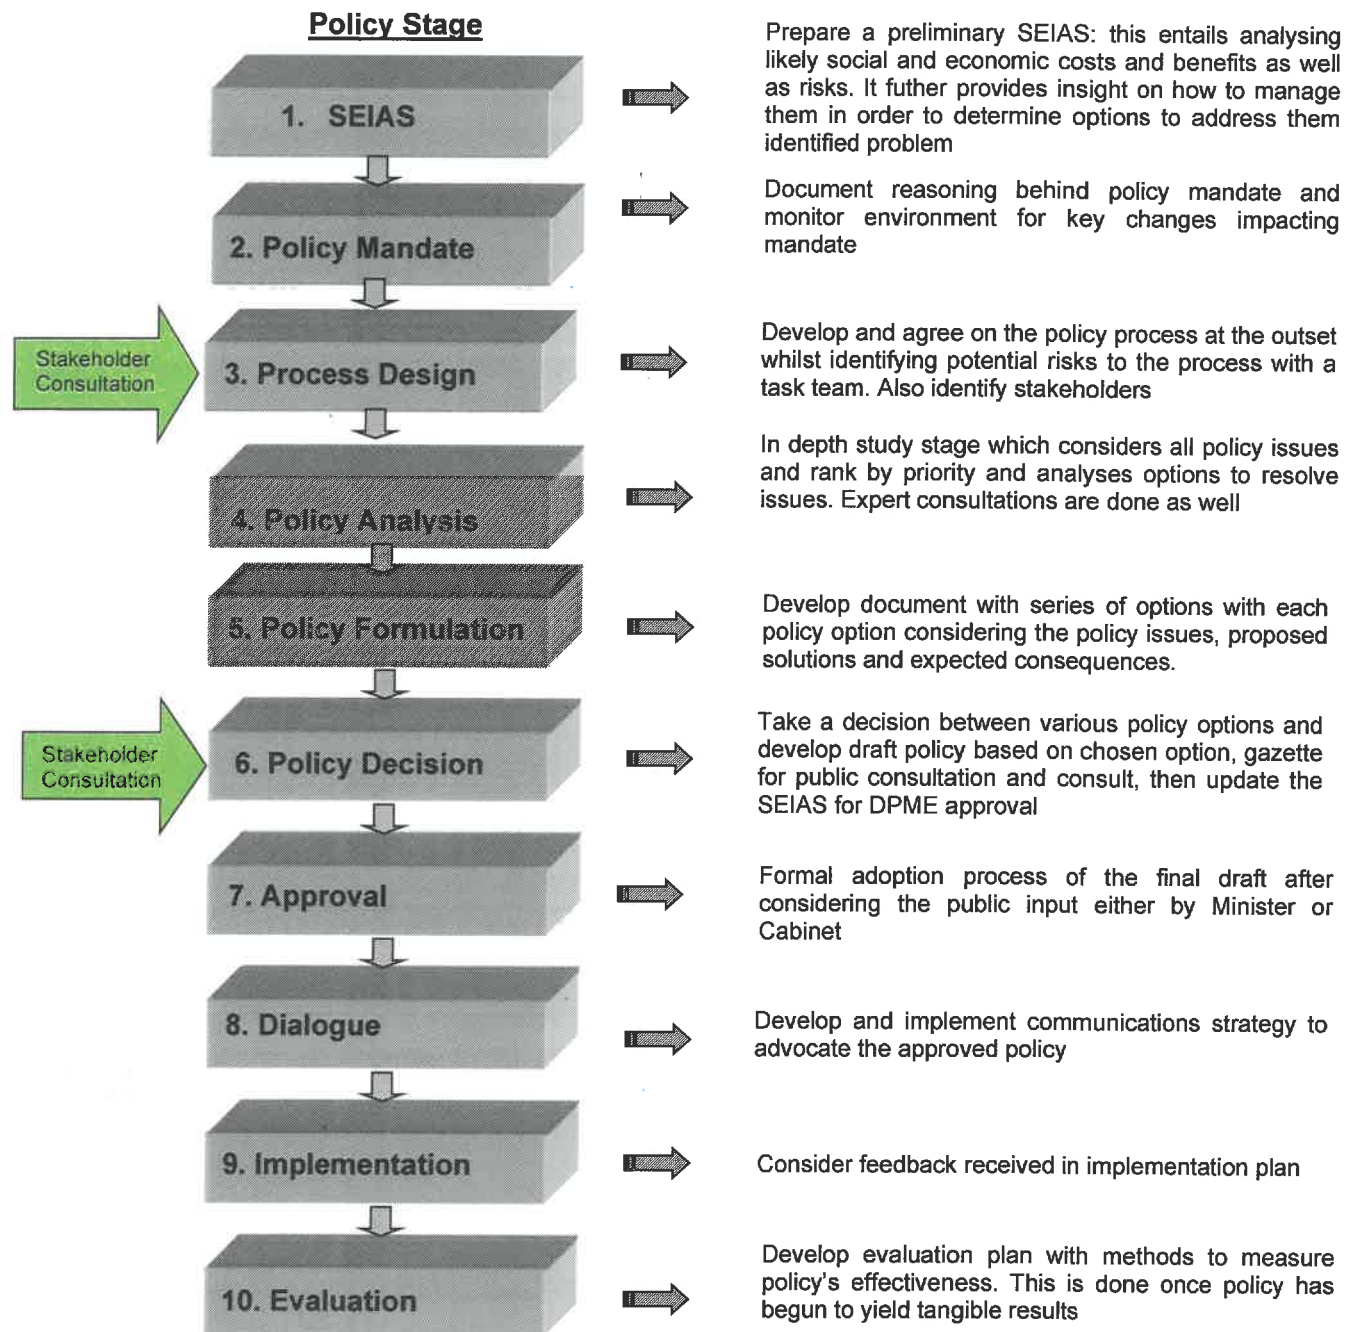 Policy Stage
1. SEIAS
Prepare a preliminary SEIAS: this entails analysing
likely social and economic costs and benefits as well
as risks. It futher provides insight on how to manage
them in order to determine options to address them
identified problem
2. Policy Mandate
Document reasoning behind policy mandate and
monitor environment for key changes impacting
mandate
Stakeholder
Consultation
3. Process Design
Develop and agree on the policy process at the outset
whilst identifying potential risks to the process with a
task team. Also identify stakeholders
4. Policy Analysis
In depth study stage which considers all policy issues
and rank by priority and analyses options to resolve
issues. Expert consultations are done as well
5. Policy Formulation
Develop document with series of options with each
policy option considering the policy issues, proposed
solutions and expected consequences.
Stakeholder
Consultation
6. Policy Decision
Take a decision between various policy options and
develop draft policy based on chosen option, gazette
for public consultation and consult, then update the
SEIAS for DPME approval
7. Approval
Formal adoption process of the final draft after
considering the public input either by Minister or
Cabinet
8. Dialogue
Develop and implement communications strategy to
advocate the approved policy
9. Implementation
Consider feedback received in implementation plan
10. Evaluation
Develop evaluation plan with methods to measure
policy's effectiveness. This is done once policy has
begun to yield tangible results